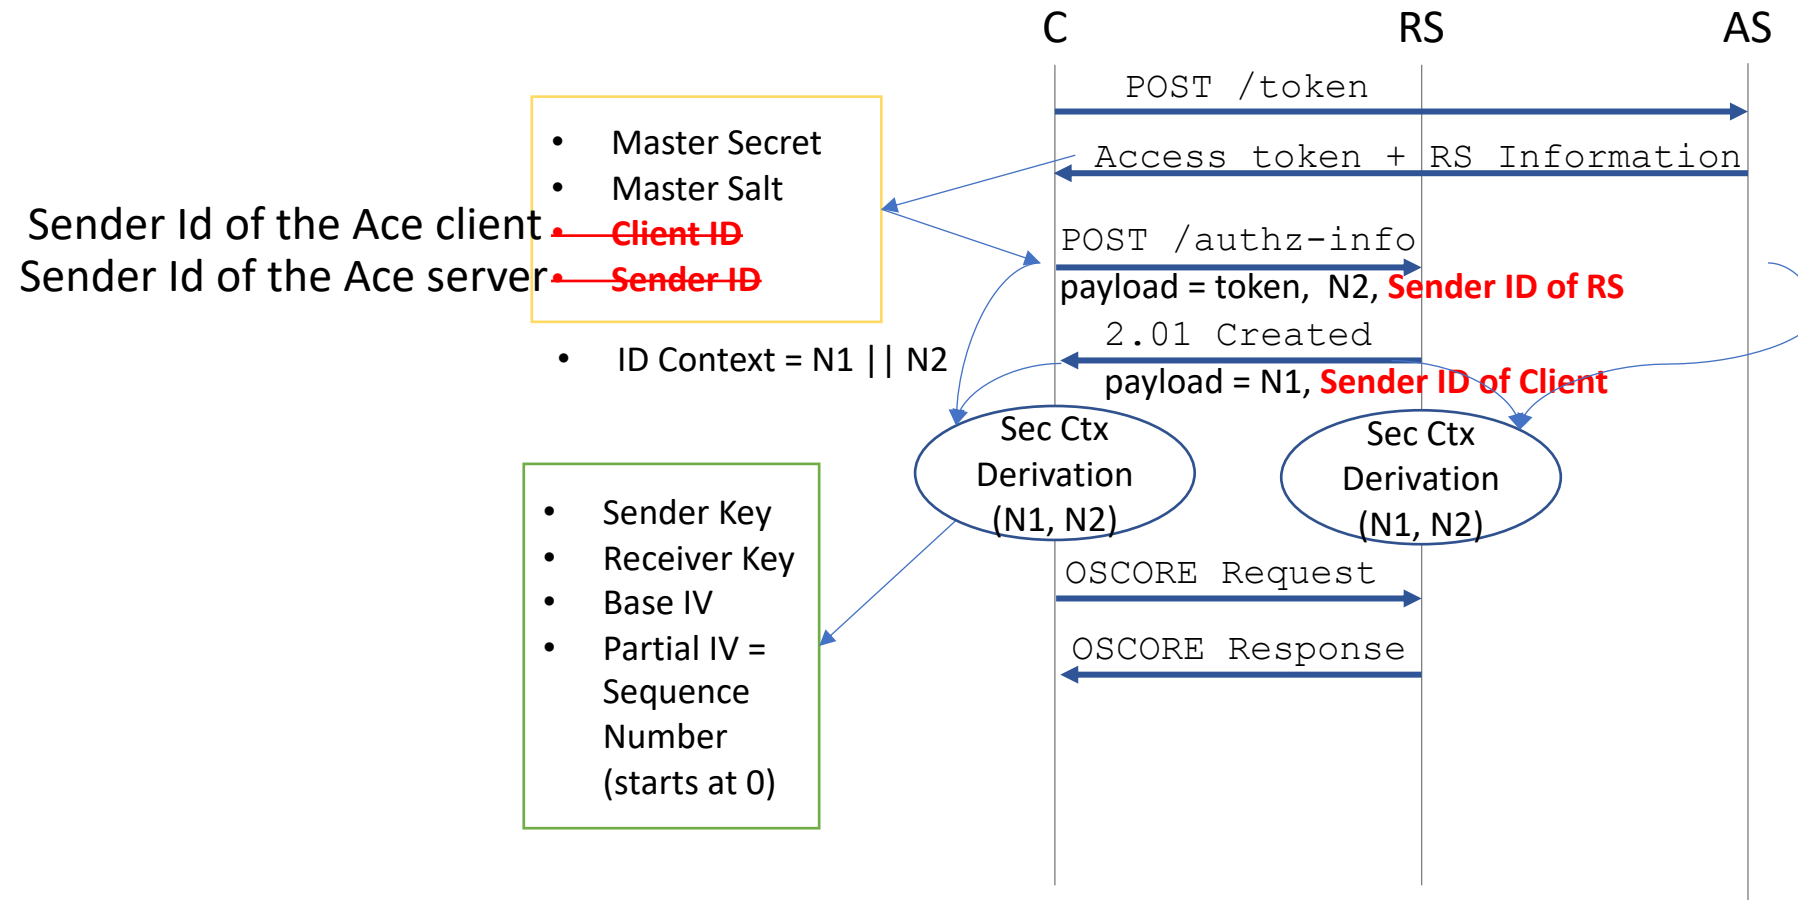 C RS AS
POST /token
Access token + RS Information
• Master Secret
• Master Salt
• Client ID
• Sender ID
Sender Id of the Ace client
Sender Id of the Ace server
POST /authz-info
payload = token, N2, Sender ID of RS
2.01 Created
• ID Context = N1 || N2
payload = N1, Sender ID of Client
Sec Ctx
Derivation
(N1, N2)
Sec Ctx
Derivation
(N1, N2)
• Sender Key
• Receiver Key
• Base IV
• Partial IV =
Sequence
Number
(starts at 0)
OSCORE Request
OSCORE Response